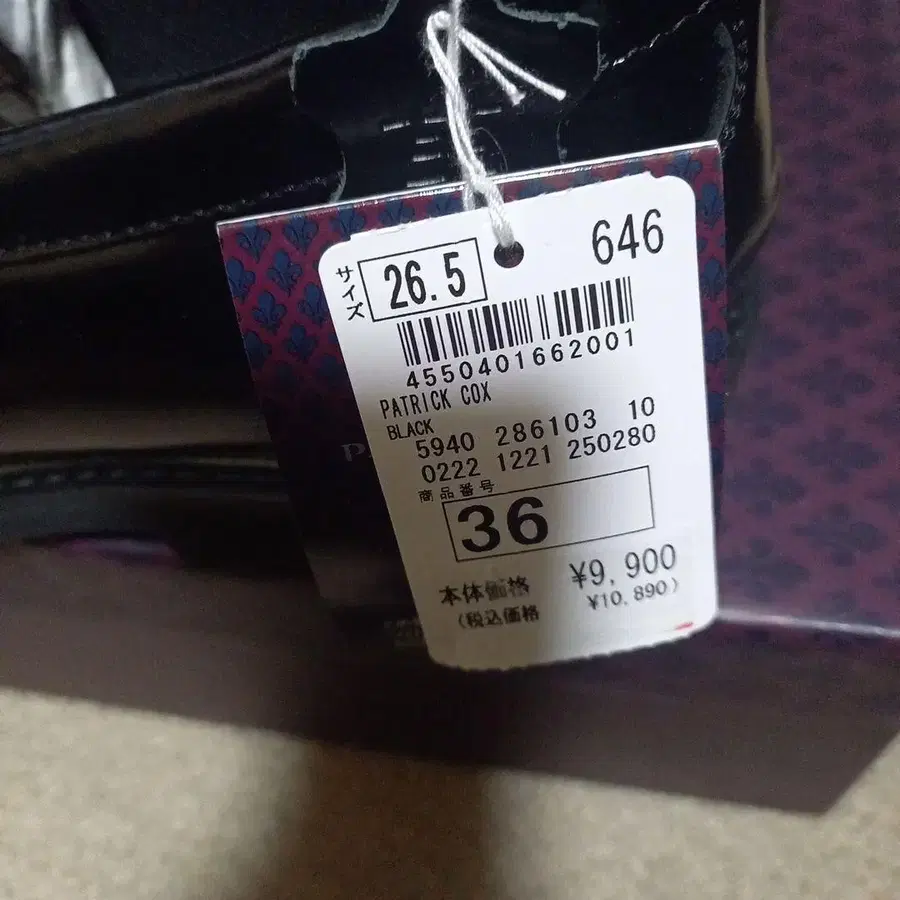 サイズ 26.5 646
4550401662001
PATRICK COX
BLACK
5940 286103 10
0222 1221 250280
商品番号
36
本体価格 ¥9,900
(税込価格 ¥10,890)